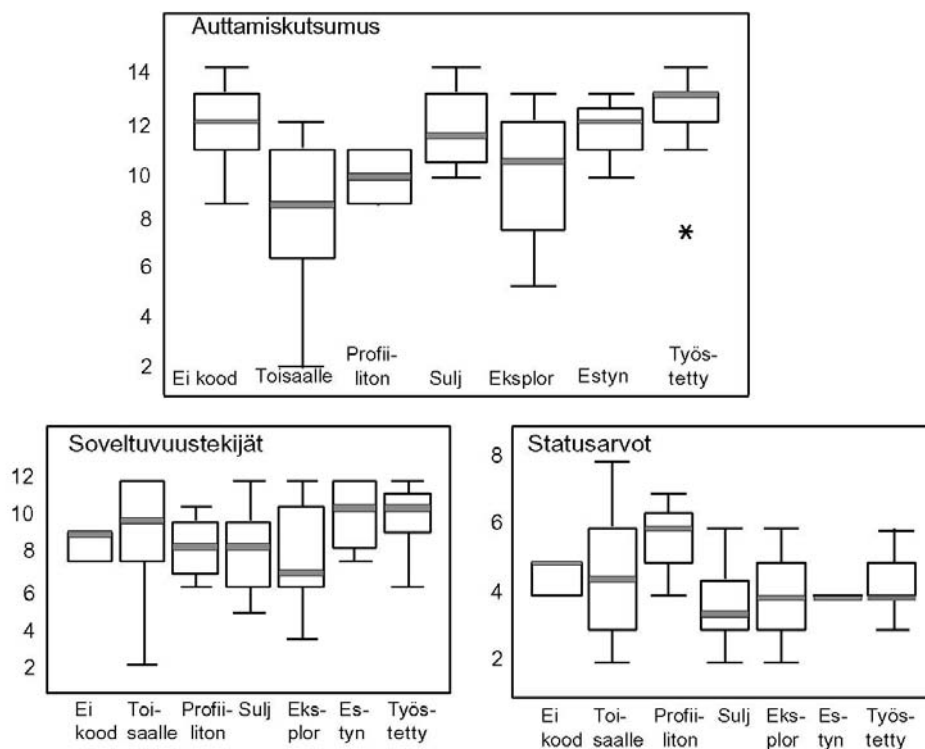 Auttamiskutsumus
14
12
10
8
6
4
2
Ei kood
Toisaalle
Profii-
liton
Sulj
Eksplor
Estyn
Työs-
tetty
Soveltuvuustekijät
12
10
8
6
4
2
Ei
kood
Toi-
saalle
Profii-
liton
Sulj
Eks-
plor
Es-
tyn
Työs-
tetty
Statusarvot
8
6
4
2
Ei
kood
Toi-
saalle
Profii-
liton
Sulj
Eks-
plor
Es-
tyn
Työs-
tetty